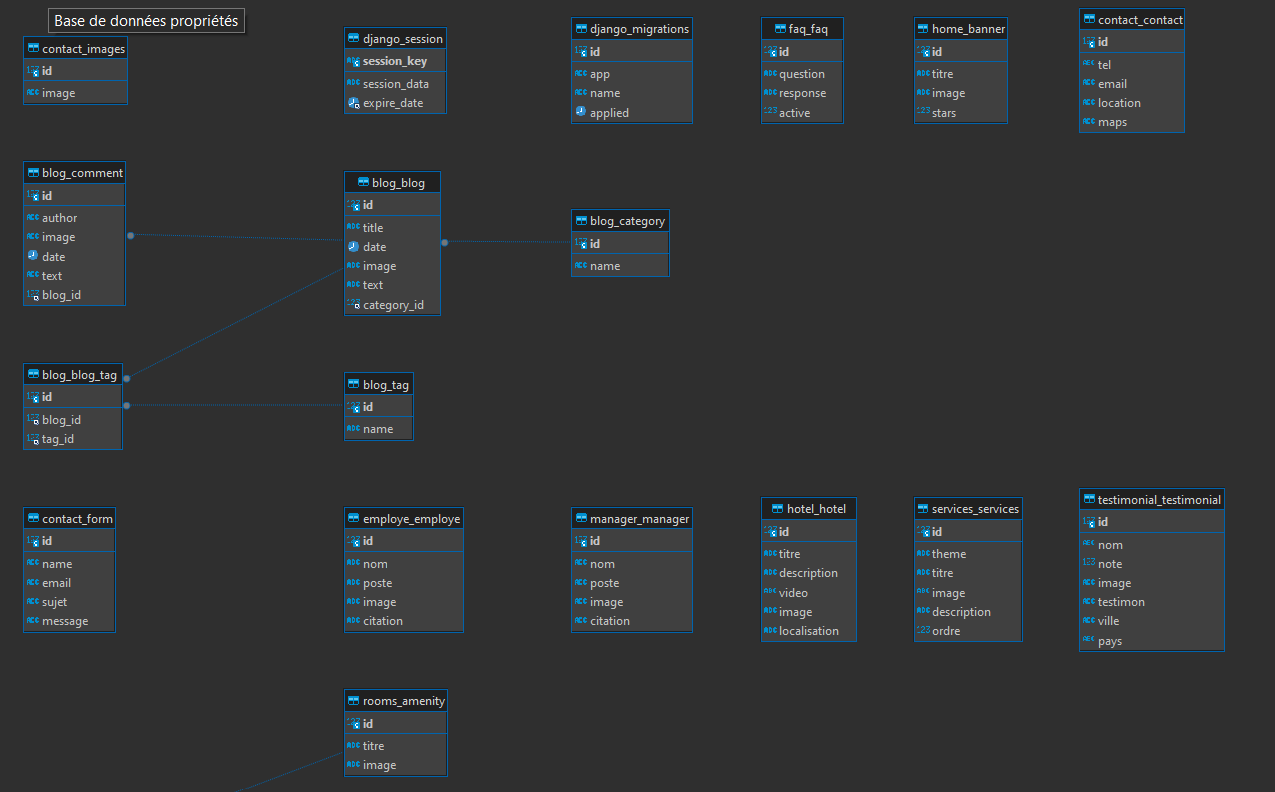 Base de données propriétés
contact_images
id
image
django_session
session_key
session_data
expire_date
django_migrations
id
app
name
applied
faq_faq
id
question
response
active
home_banner
id
titre
image
stars
contact_contact
id
tel
email
location
maps
blog_comment
id
author
image
date
text
blog_id
blog_blog
id
title
date
image
text
category_id
blog_category
id
name
blog_blog_tag
id
blog_id
tag_id
blog_tag
id
name
contact_form
id
name
email
sujet
message
employe_employe
id
nom
poste
image
citation
manager_manager
id
nom
poste
image
citation
hotel_hotel
id
titre
description
video
image
localisation
services_services
id
theme
titre
image
description
ordre
testimonial_testimonial
id
nom
note
image
testimon
ville
pays
rooms_amenity
id
titre
image